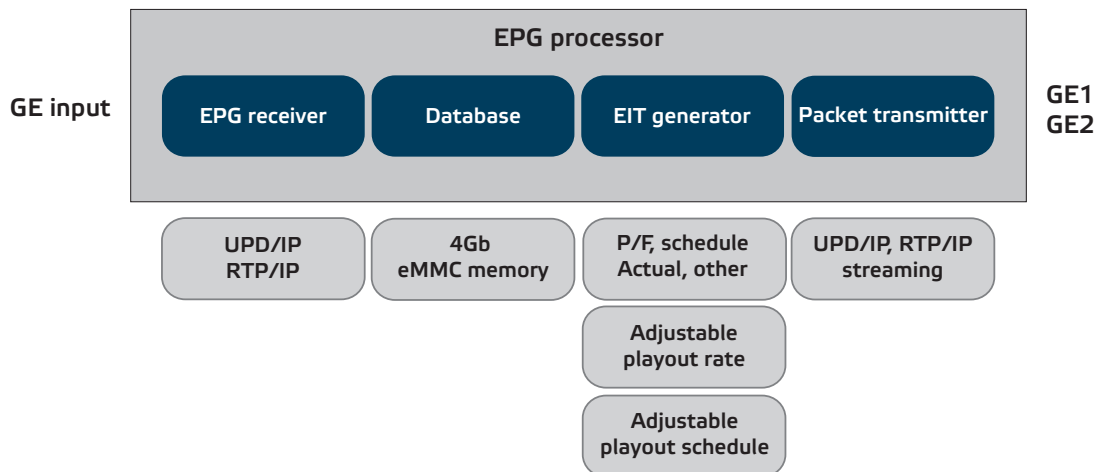 EPG processor
GE input
EPG receiver
Database
EIT generator
Packet transmitter
GE1
GE2
UPD/IP
RTP/IP
4Gb
eMMC memory
P/F, schedule
Actual, other
UPD/IP, RTP/IP
streaming
Adjustable
playout rate
Adjustable
playout schedule